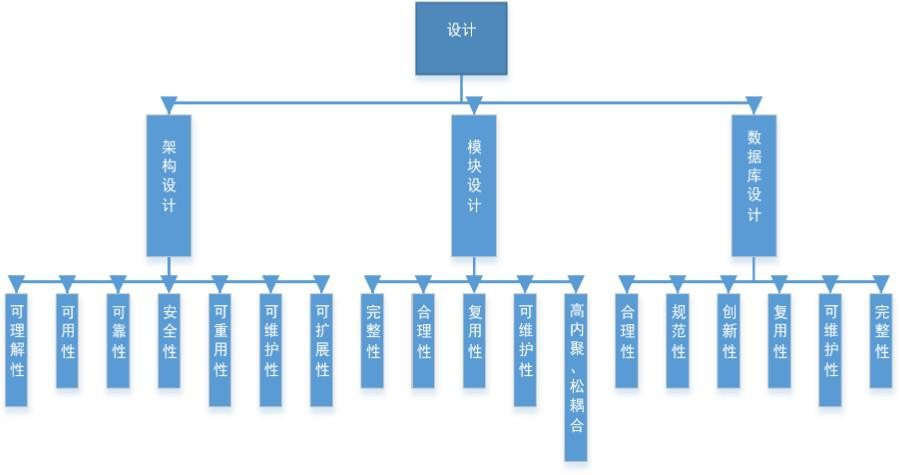 设计
架构设计
模块设计
数据库设计
可理解性
可用性
可靠性
安全性
可重用性
可维护性
可扩展性
完整性
合理性
复用性
可维护性
高内聚、松耦合
合理性
规范性
创新性
复用性
可维护性
完整性